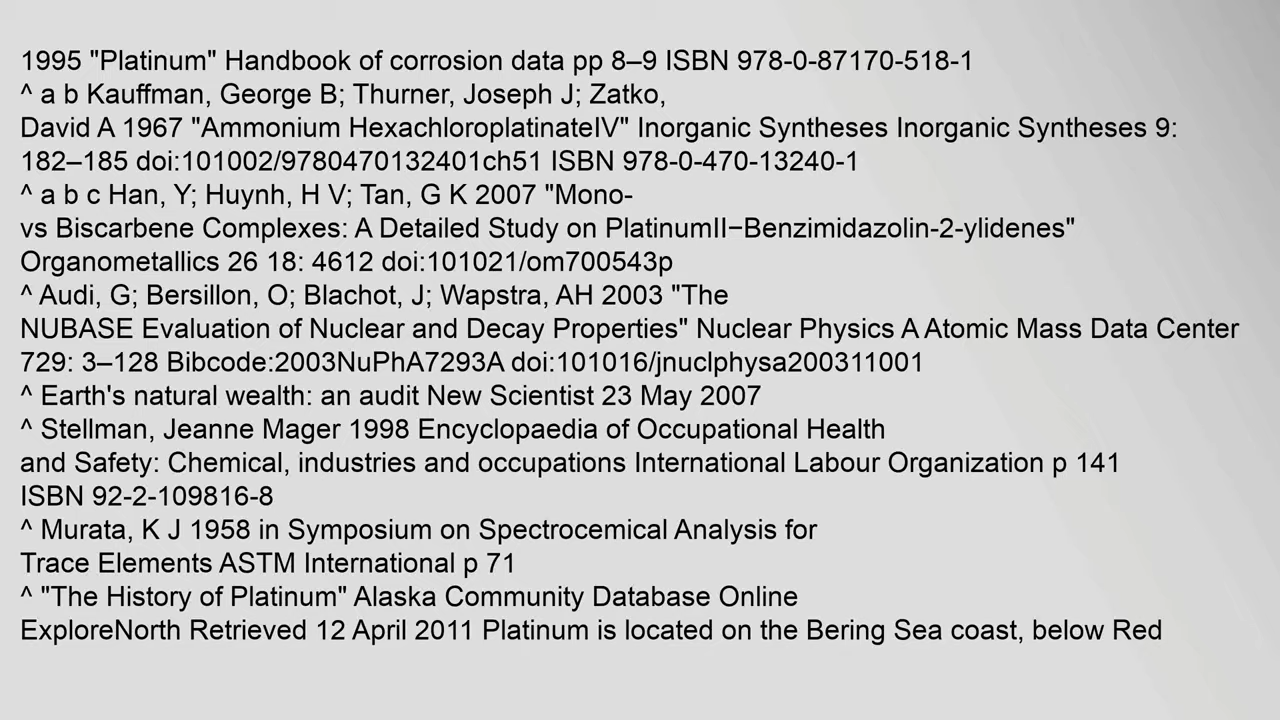 1995 "Platinum" Handbook of corrosion data pp 8–9 ISBN 978-0-87170-518-1
^ a b Kauffman, George B; Thurner, Joseph J; Zatko,
David A 1967 "Ammonium HexachloroplatinateIV" Inorganic Syntheses Inorganic Syntheses 9:
182–185 doi:101002/9780470132401ch51 ISBN 978-0-470-13240-1
^ a b c Han, Y; Huynh, H V; Tan, G K 2007 "Mono-
vs Biscarbene Complexes: A Detailed Study on PlatinumII−Benzimidazolin-2-ylidenes"
Organometallics 26 18: 4612 doi:101021/om700543p
^ Audi, G; Bersillon, O; Blachot, J; Wapstra, AH 2003 "The
NUBASE Evaluation of Nuclear and Decay Properties" Nuclear Physics A Atomic Mass Data Center
729: 3–128 Bibcode:2003NuPhA7293A doi:101016/jnuclphysa200311001
^ Earth's natural wealth: an audit New Scientist 23 May 2007
^ Stellman, Jeanne Mager 1998 Encyclopaedia of Occupational Health
and Safety: Chemical, industries and occupations International Labour Organization p 141
ISBN 92-2-109816-8
^ Murata, K J 1958 in Symposium on Spectrocemical Analysis for
Trace Elements ASTM International p 71
^ "The History of Platinum" Alaska Community Database Online
ExploreNorth Retrieved 12 April 2011 Platinum is located on the Bering Sea coast, below Red